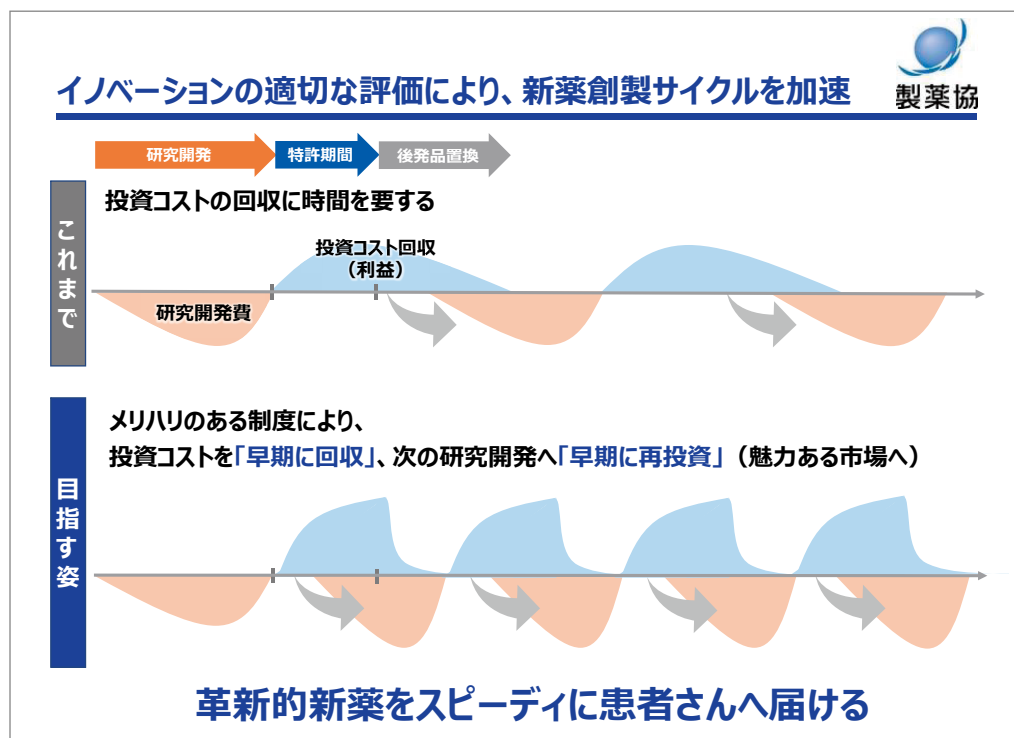 イノベーションの適切な評価により、新薬創製サイクルを加速
製薬協
研究開発
特許期間
後発品置換
これまで
投資コストの回収に時間を要する
投資コスト回収
（利益）
研究開発費
目指す姿
メリハリのある制度により、
投資コストを「早期に回収」、次の研究開発へ「早期に再投資」（魅力ある市場へ）
革新的新薬をスピーディに患者さんへ届ける